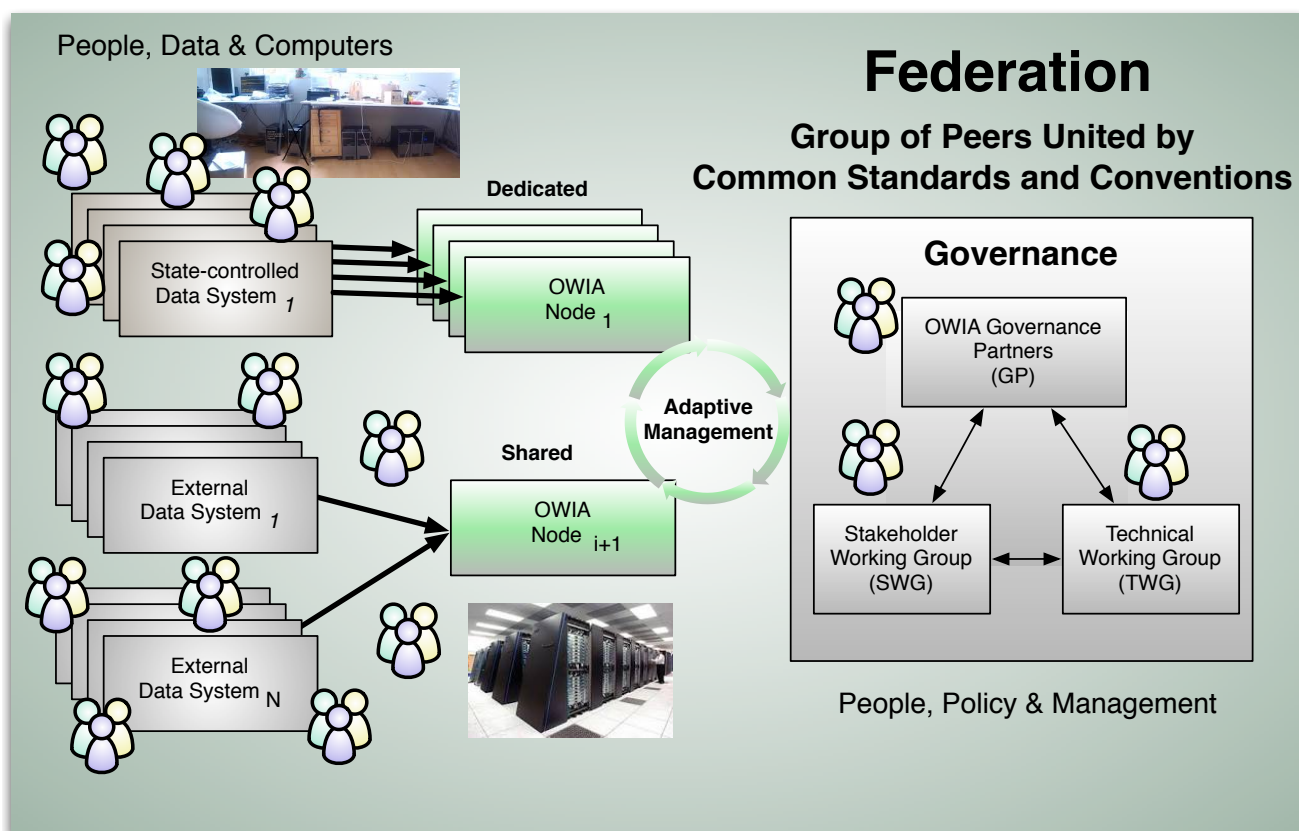 People, Data & Computers
Federation
Group of Peers United by
Common Standards and Conventions
Dedicated
State-controlled
Data System 1
OWIA
Node 1
External
Data System 1
Shared
OWIA
Node i+1
External
Data System N
Adaptive
Management
Governance
OWIA Governance
Partners
(GP)
Stakeholder
Working Group
(SWG)
Technical
Working Group
(TWG)
People, Policy & Management